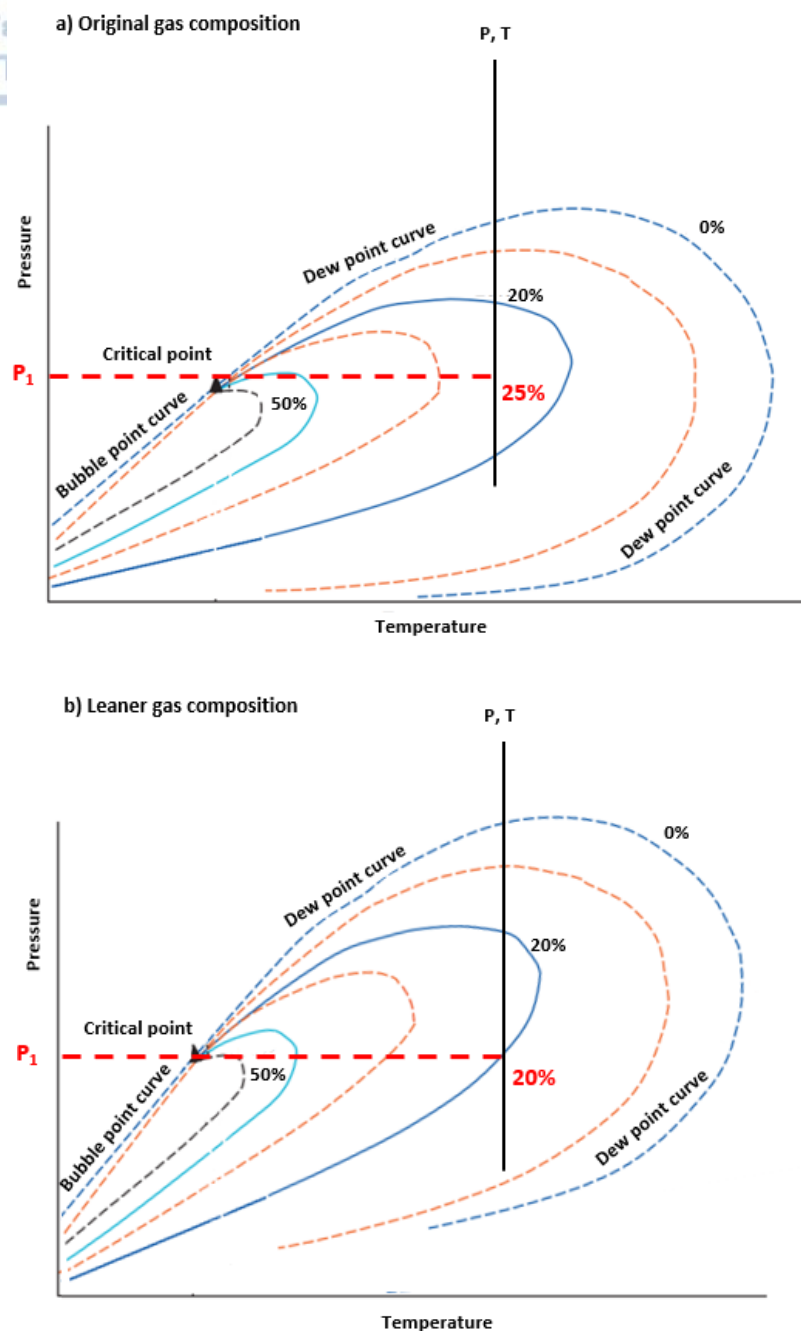 a) Original gas composition
P, T
Dew point curve
0%
20%
Pressure
Critical point
P1
25%
50%
Bubble point curve
Dew point curve
Temperature
b) Leaner gas composition
P, T
0%
Dew point curve
20%
Pressure
Critical point
P1
50%
20%
Bubble point curve
Dew point curve
Temperature